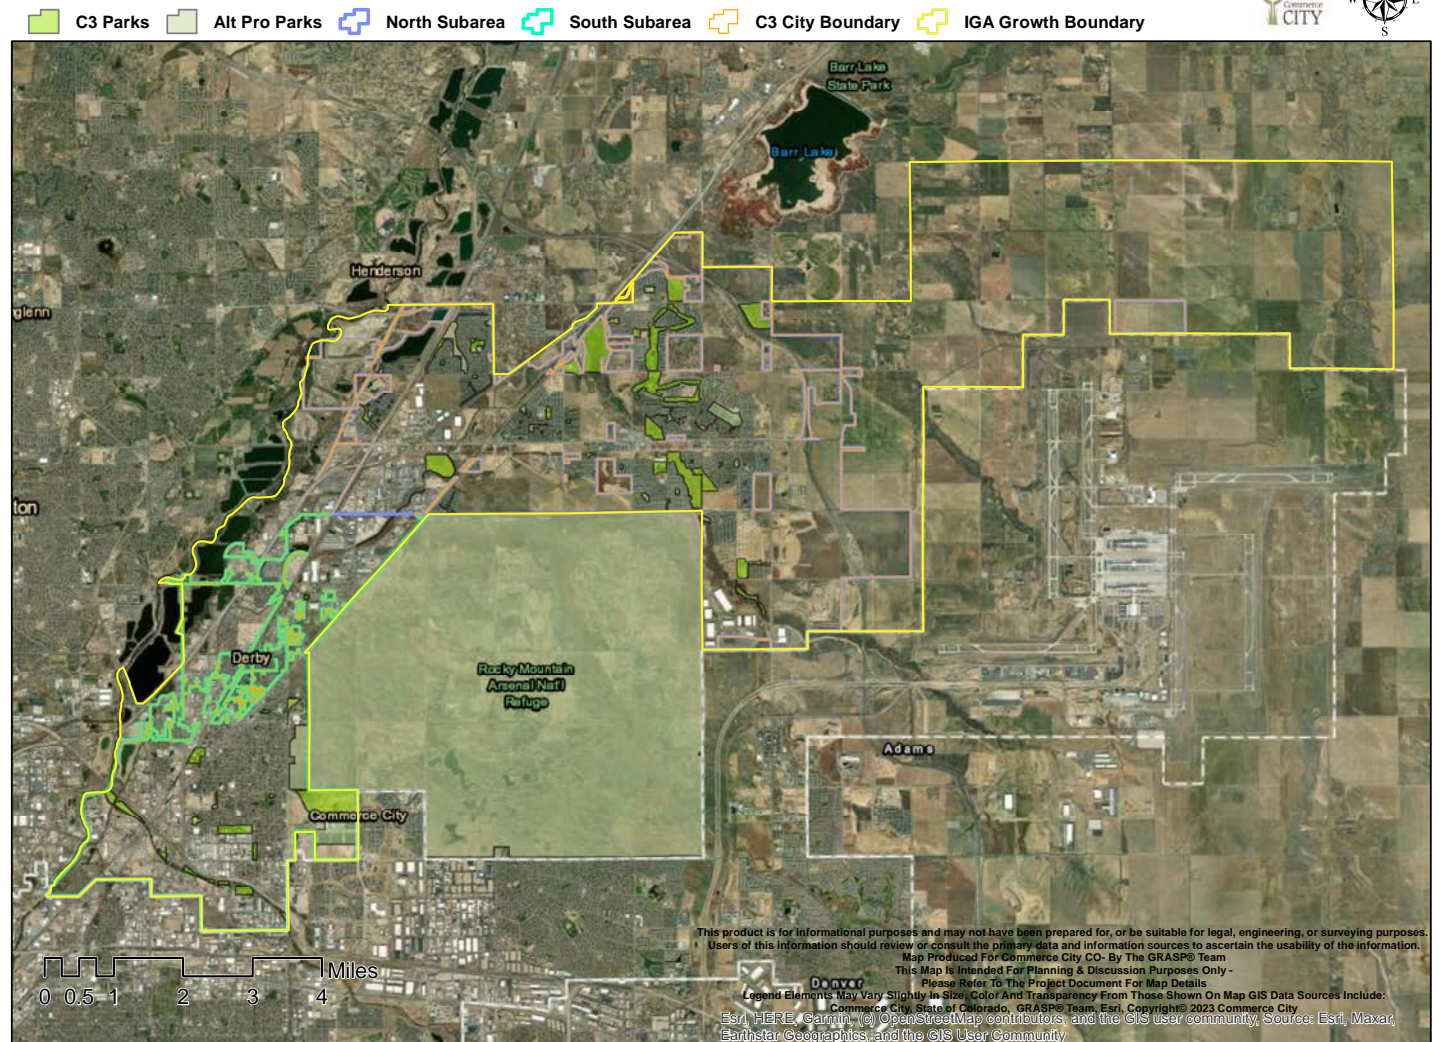 C3 Parks Alt Pro Parks North Subarea South Subarea C3 City Boundary IGA Growth Boundary
Commerce
CITY
W E
S
Barr Lake
State Park
Barr Lake
Henderson
glenn
ton
Derby
Rocky Mountain
Arsenal Nat'l
Refuge
Adams
Commerce City
Miles
0 0.5 1 2 3 4
Denver
This product is for informational purposes and may not have been prepared for, or be suitable for legal, engineering, or surveying purposes.
Users of this information should review or consult the primary data and information sources to ascertain the usability of the information.
Map Produced For Commerce City CO- By The GRASP® Team
This Map Is Intended For Planning & Discussion Purposes Only -
Please Refer To The Project Document For Map Details
Legend Elements May Vary Slightly In Size, Color And Transparency From Those Shown On Map GIS Data Sources Include:
Commerce City, State of Colorado, GRASP® Team, Esri, Copyright© 2023 Commerce City
Esri, HERE, Garmin, (c) OpenStreetMap contributors, and the GIS user community, Source: Esri, Maxar,
Earthstar Geographics, and the GIS User Community